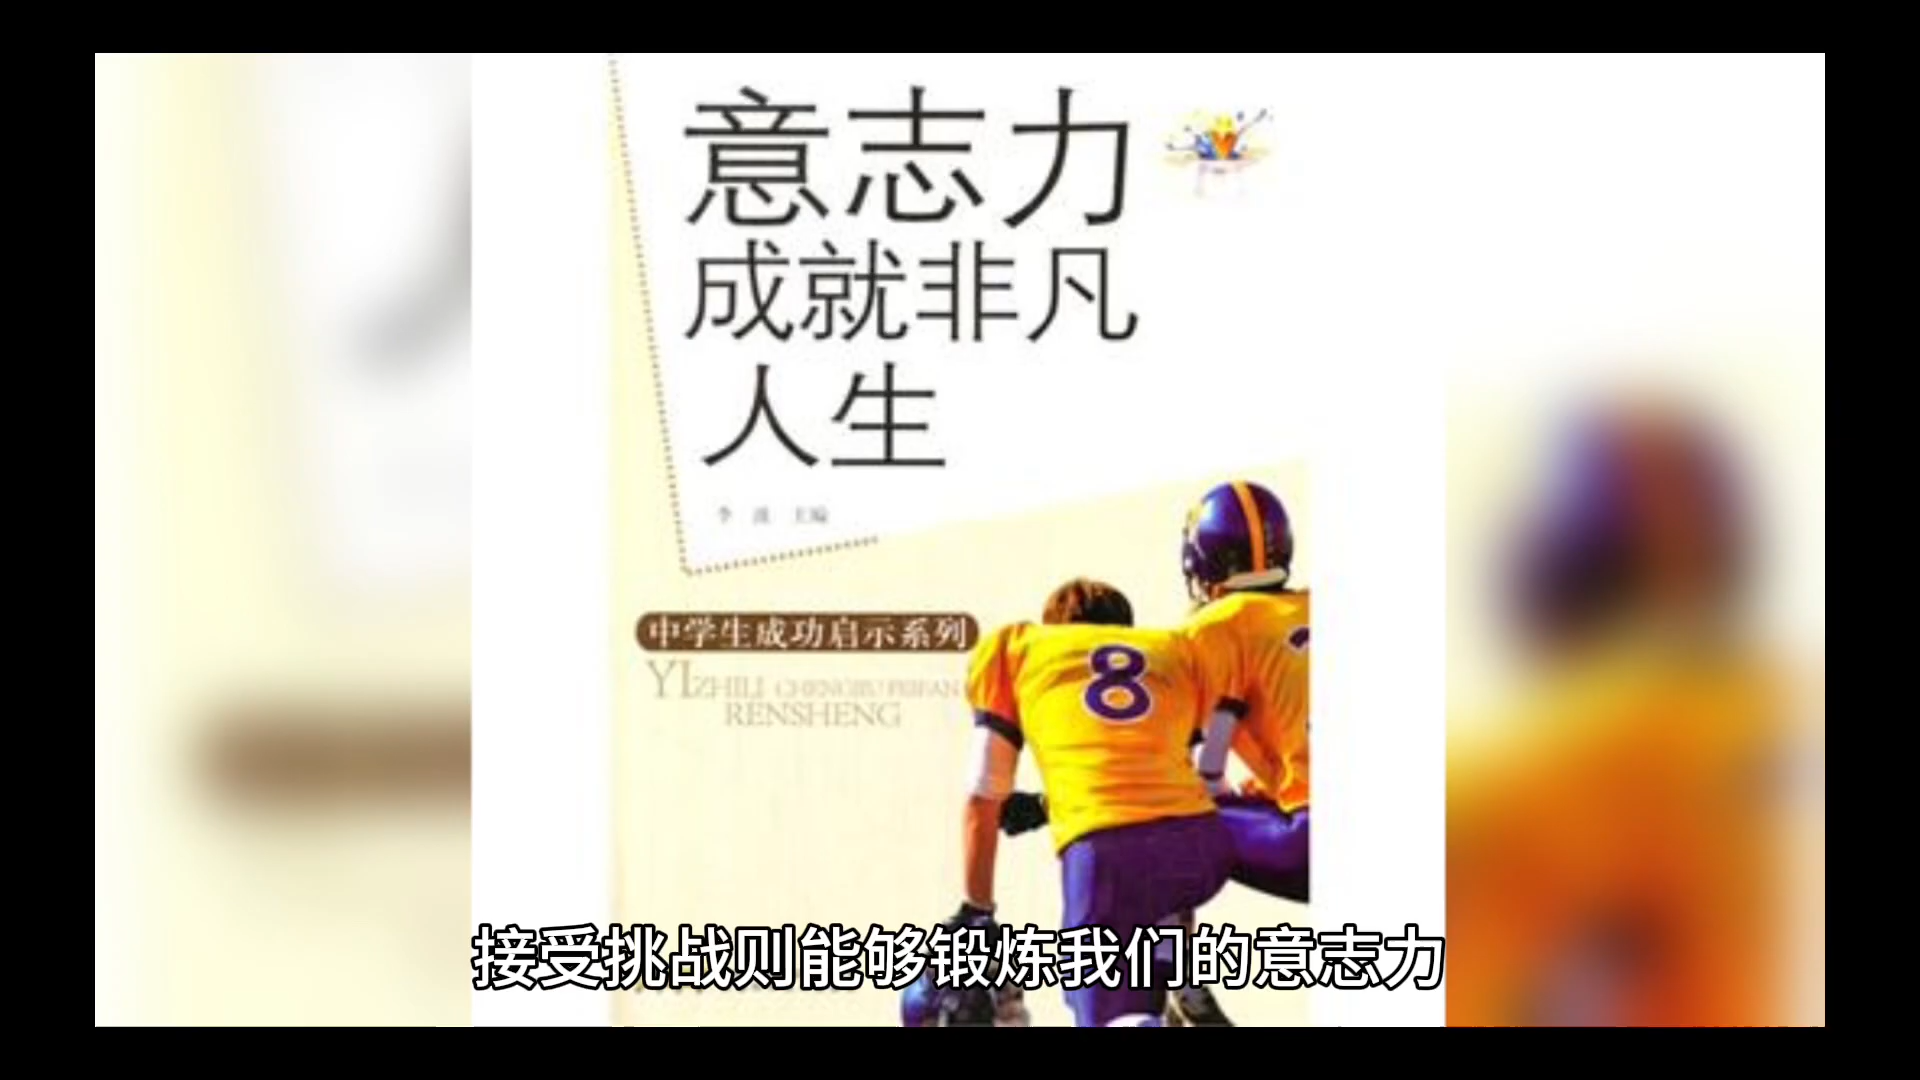 意志力
成就非凡
人生
主编
中学生成功启示系列
YIZHILI CHENGJIU FEIFAN
RENSHENG
8
接受挑战则能够锻炼我们的意志力